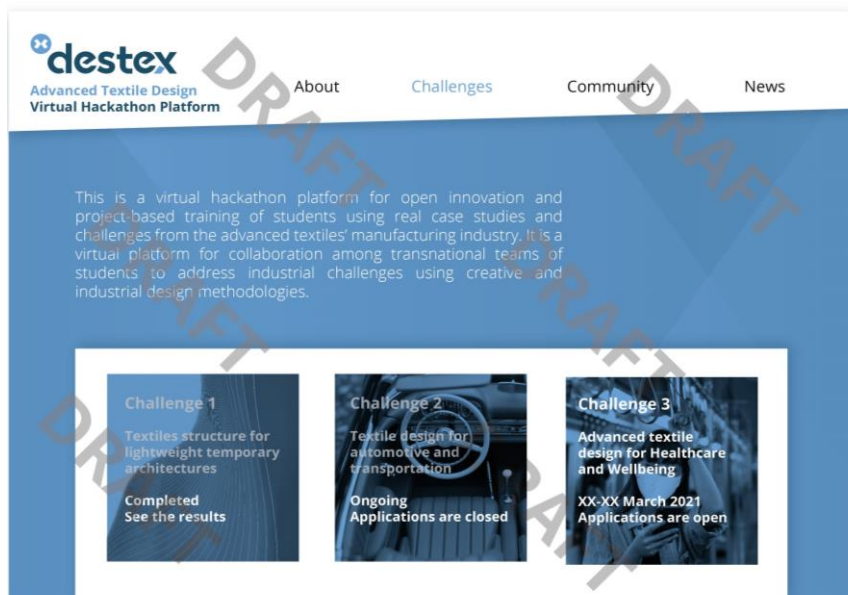 destex
Advanced Textile Design
Virtual Hackathon Platform
About
Challenges
Community
News
This is a virtual hackathon platform for open innovation and
project-based training of students using real case studies and
challenges from the advanced textiles’ manufacturing industry. It is a
virtual platform for collaboration among transnational teams of
students to address industrial challenges using creative and
industrial design methodologies.
Challenge 1
Textiles structure for
lightweight temporary
architectures
Completed
See the results
Challenge 2
Textile design for
automotive and
transportation
Ongoing
Applications are closed
Challenge 3
Advanced textile
design for Healthcare
and Wellbeing
XX-XX March 2021
Applications are open
DRAFT
DRAFT
DRAFT
DRAFT
DRAFT
DRAFT